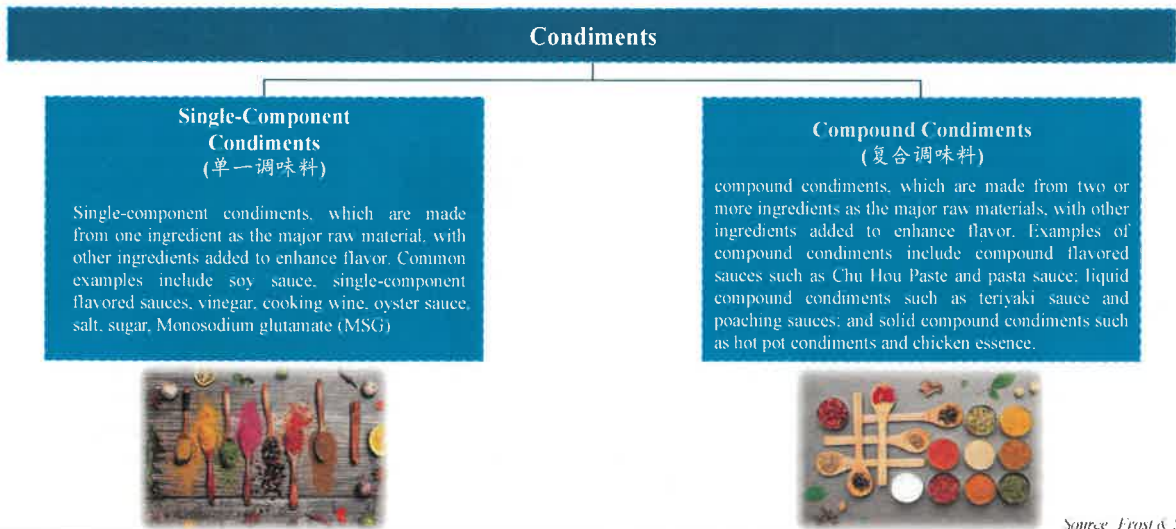 Condiments
Single-Component
Condiments
(单一调味料)
Single-component condiments, which are made
from one ingredient as the major raw material, with
other ingredients added to enhance flavor. Common
examples include soy sauce, single-component
flavored sauces, vinegar, cooking wine, oyster sauce,
salt, sugar, Monosodium glutamate (MSG)
Compound Condiments
(复合调味料)
compound condiments, which are made from two or
more ingredients as the major raw materials, with other
ingredients added to enhance flavor. Examples of
compound condiments include compound flavored
sauces such as Chu Hou Paste and pasta sauce; liquid
compound condiments such as teriyaki sauce and
poaching sauces; and solid compound condiments such
as hot pot condiments and chicken essence.
Source Frost &